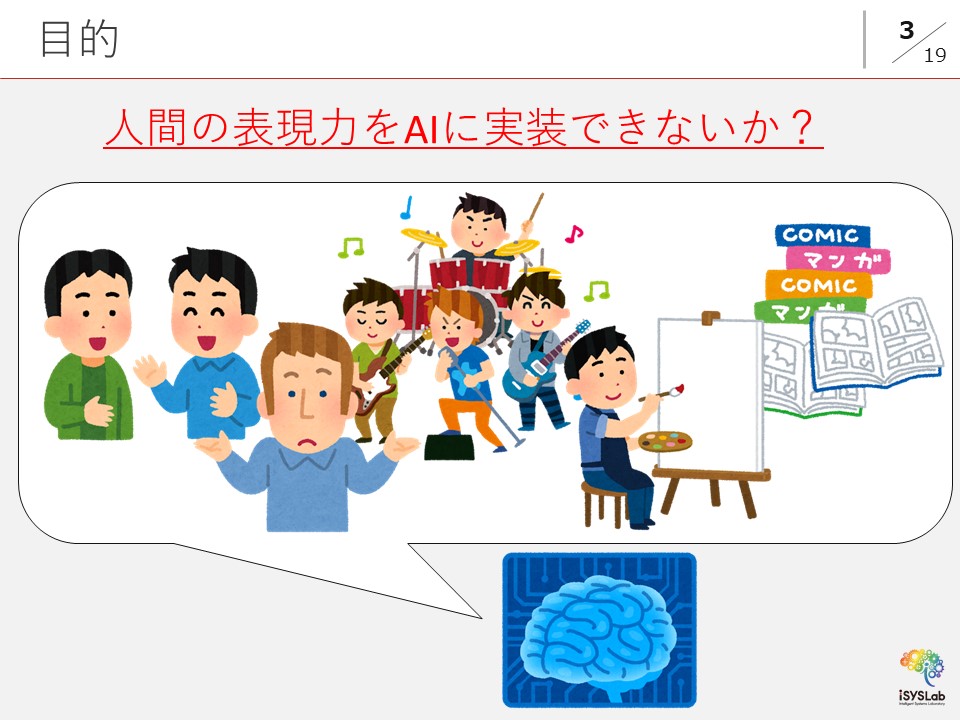 目的
3
19
人間の表現力をAIに実装できないか？
COMIC
マンガ
COMIC
マンガ
iSYSLab
Intelligent Systems Laboratory